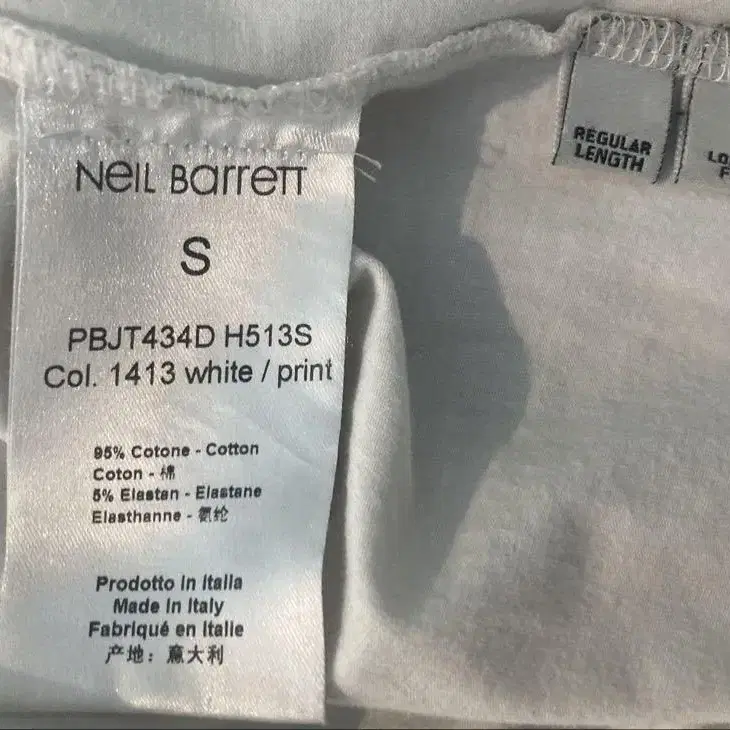 Neil Barrett
S
PBJT434D H513S
Col. 1413 white / print
95% Cotone - Cotton
Coton - 棉
5% Elastan - Elastane
Elasthanne - 氨纶
Prodotto in Italia
Made in Italy
Fabriqué en Italie
产地：意大利
REGULAR
LENGTH